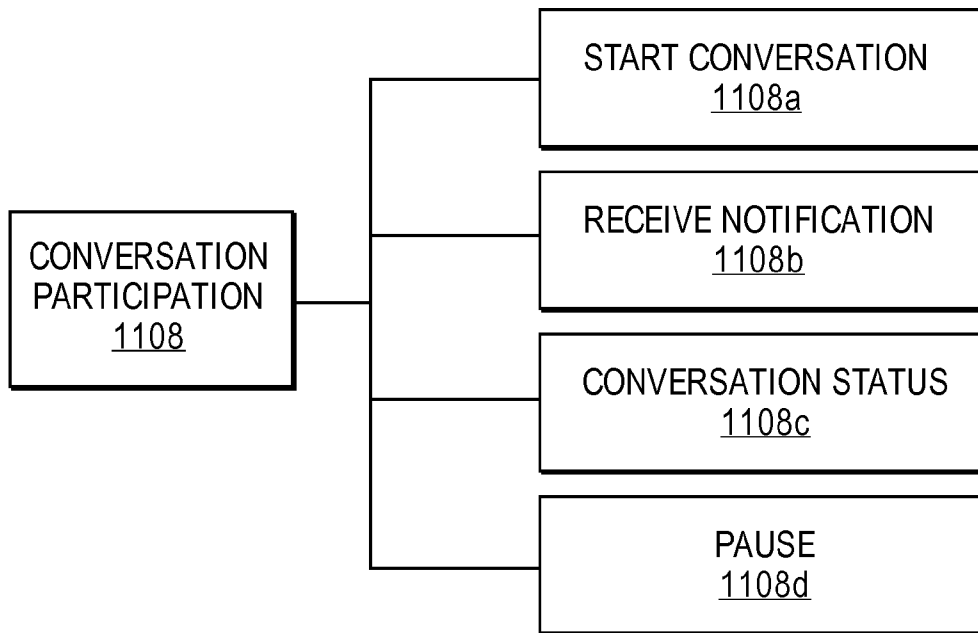 START CONVERSATION
1108a
RECEIVE NOTIFICATION
1108b
CONVERSATION
PARTICIPATION
1108
CONVERSATION STATUS
1108c
PAUSE
1108d